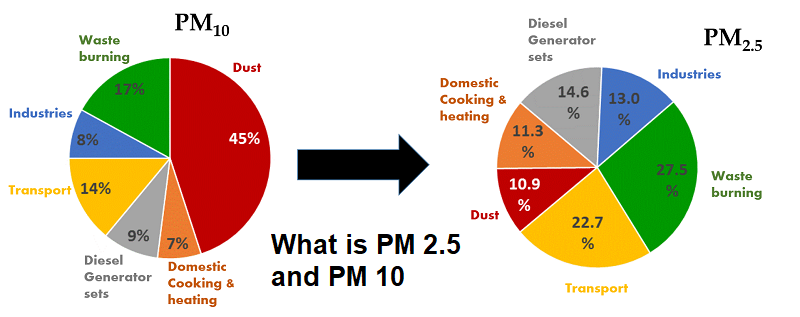 PM10
Waste
burning
17%
Dust
45%
Industries
8%
Transport
14%
9%
7%
Diesel
Generator
sets
Domestic
Cooking &
heating
What is PM 2.5
and PM 10
PM2.5
Diesel
Generator
sets
14.6
%
Industries
13.0
%
Domestic
Cooking &
heating
11.3
%
27.5
%
Waste
burning
10.9
%
Dust
22.7
%
Transport